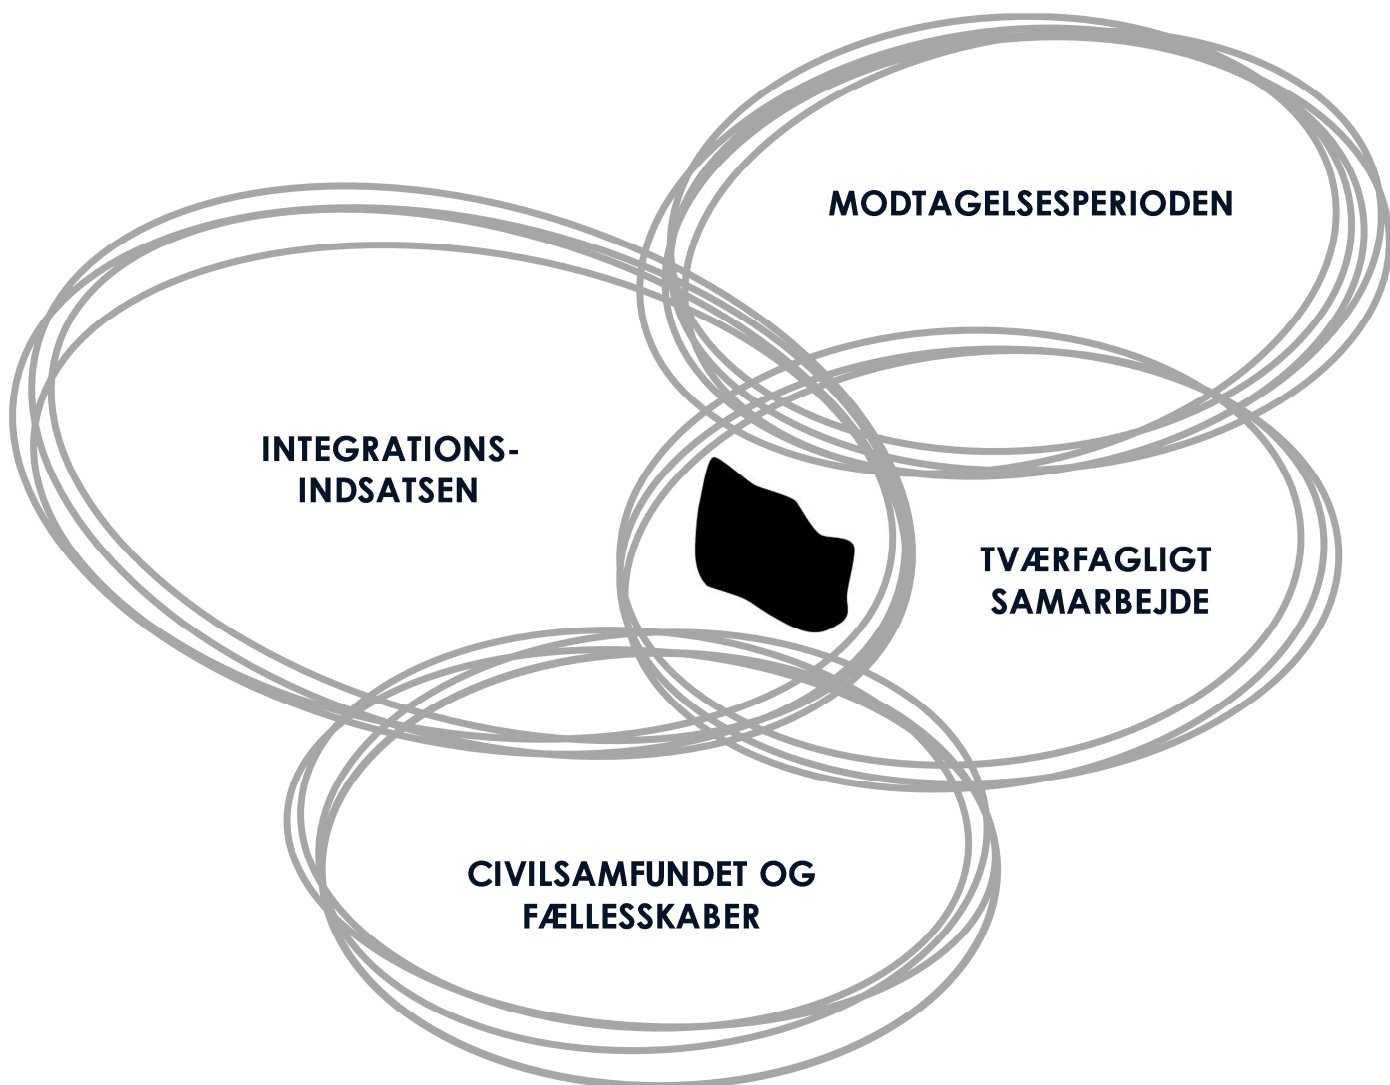 MODTAGELSESPERIODEN
INTEGRATIONS-
INDSATSEN
TVÆRFAGLIGT
SAMARBEJDE
CIVILSAMFUNDET OG
FÆLLESSKABER